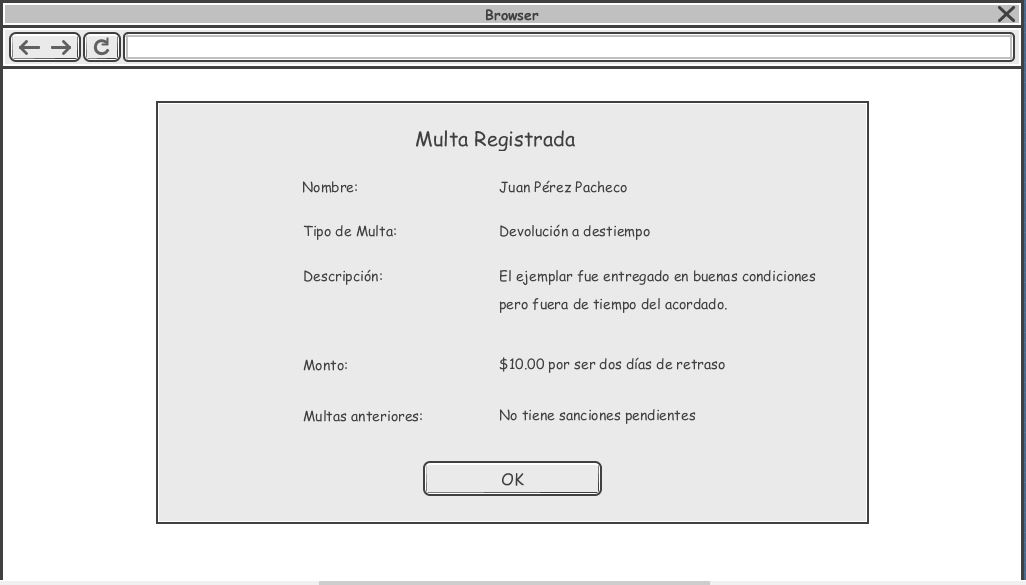 Browser
Multa Registrada
Nombre: Juan Pérez Pacheco
Tipo de Multa: Devolución a destiempo
Descripción: El ejemplar fue entregado en buenas condiciones
pero fuera de tiempo del acordado.
Monto: $10.00 por ser dos días de retraso
Multas anteriores: No tiene sanciones pendientes
OK